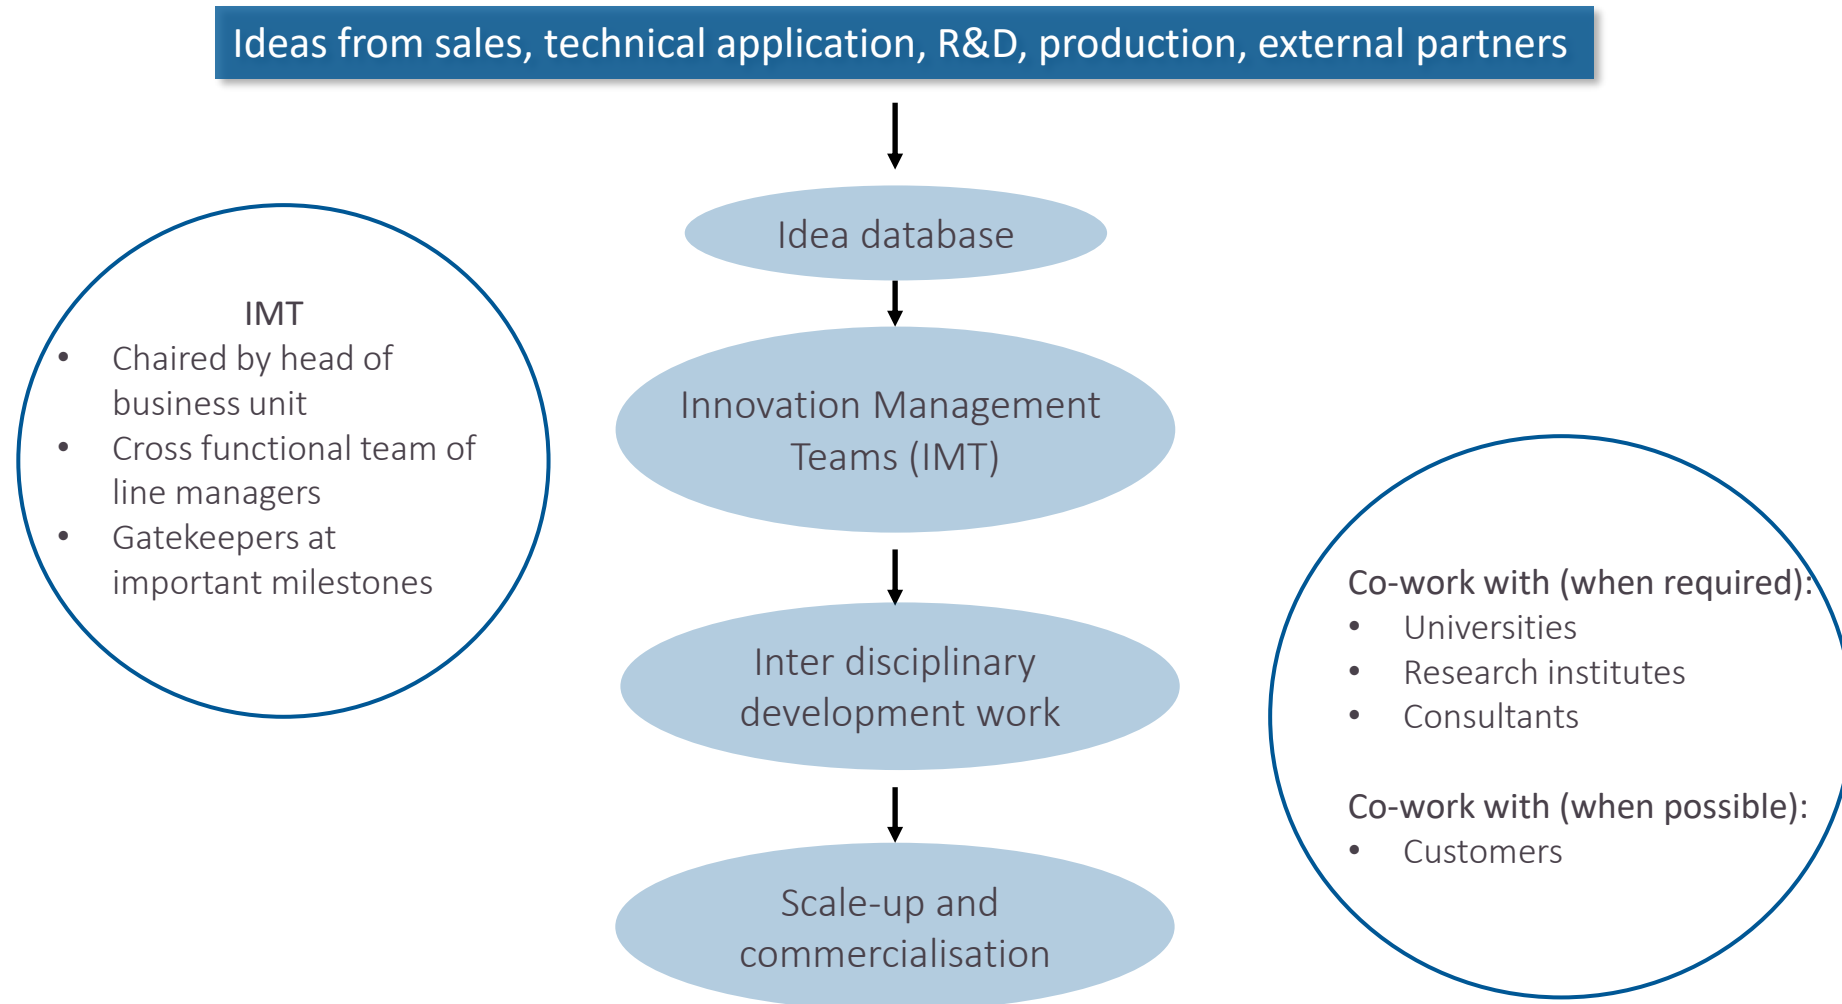 Ideas from sales, technical application, R&D, production, external partners
Idea database
IMT
• Chaired by head of
business unit
• Cross functional team of
line managers
• Gatekeepers at
important milestones
Innovation Management
Teams (IMT)
Inter disciplinary
development work
Co-work with (when required):
• Universities
• Research institutes
• Consultants
Co-work with (when possible):
• Customers
Scale-up and
commercialisation